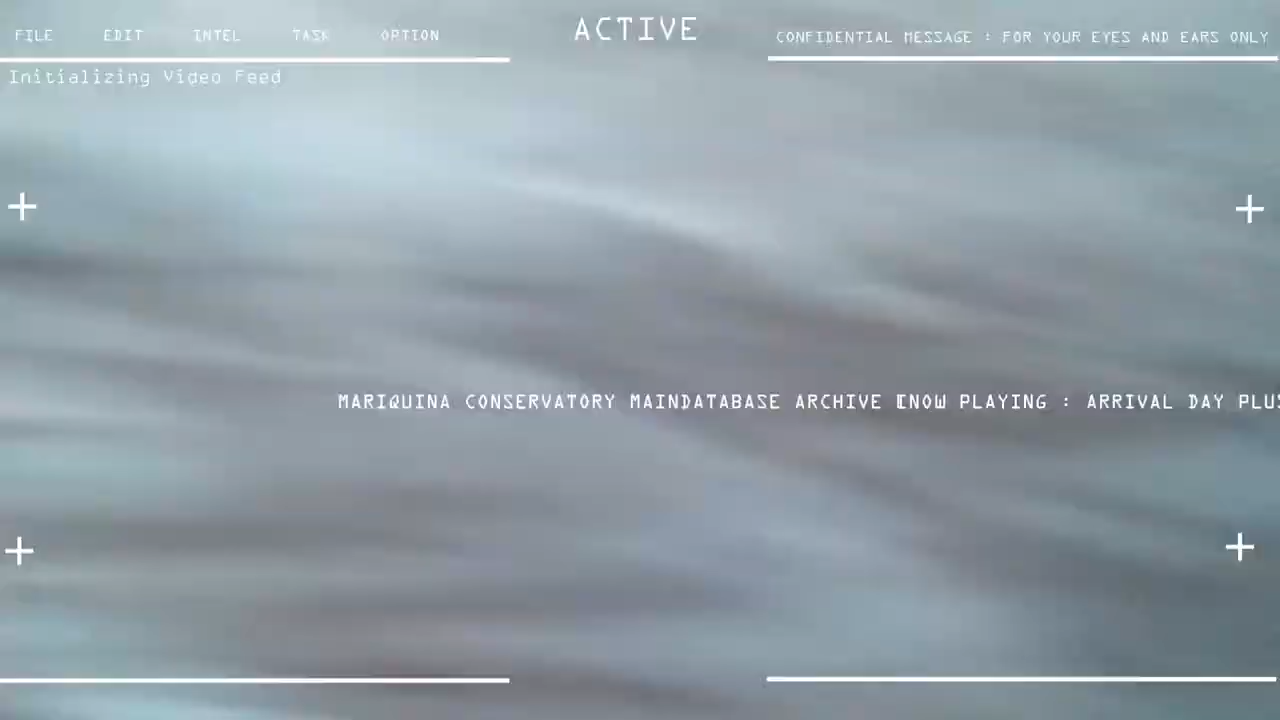 FILE EDIT INTEL TASK OPTION
ACTIVE
CONFIDENTIAL MESSAGE : FOR YOUR EYES AND EARS ONLY
Initializing Video Feed
MARIQUINA CONSERVATORY MAINDATABASE ARCHIVE [NOW PLAYING : ARRIVAL DAY PLUS